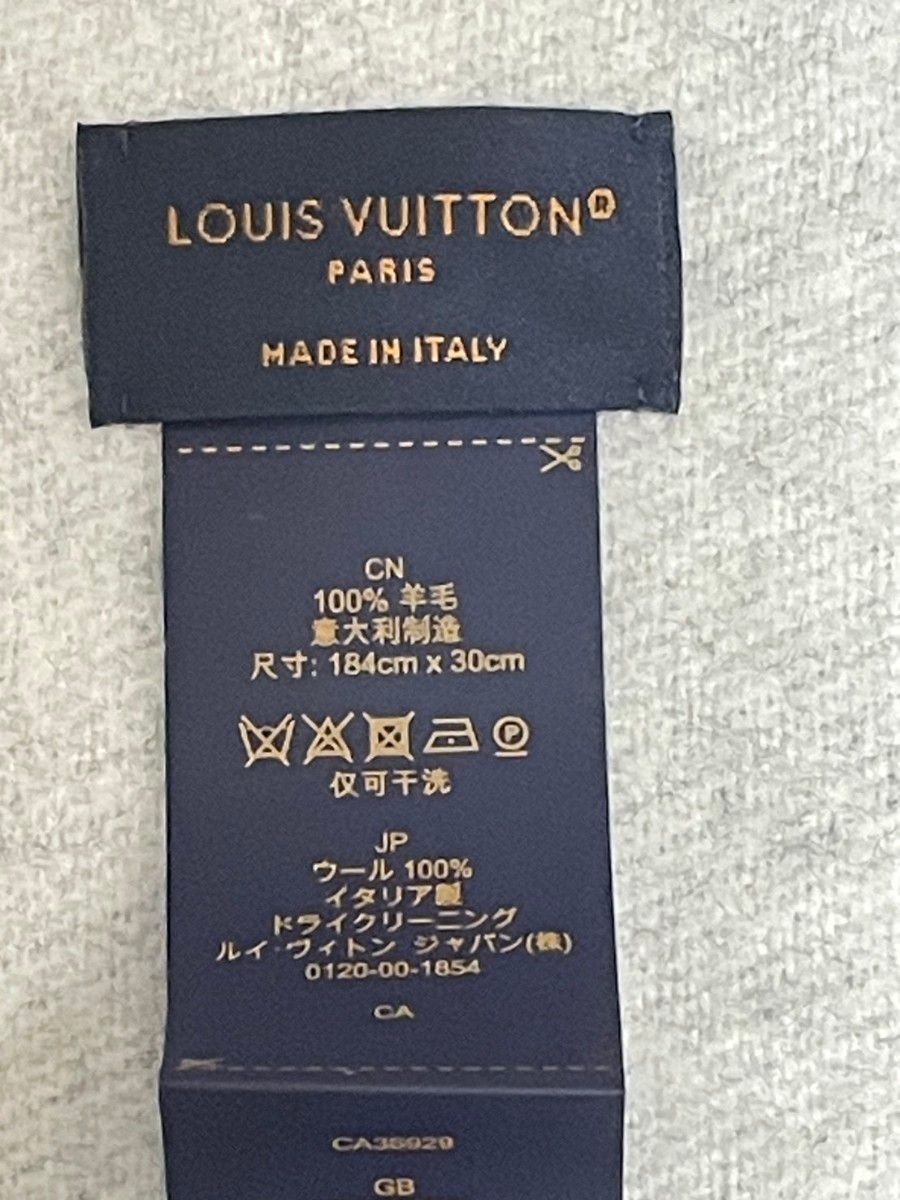 LOUIS VUITTON®
PARIS
MADE IN ITALY
CN
100% 羊毛
意大利制造
尺寸: 184cm x 30cm
P
仅可干洗
JP
ウール 100%
イタリア製
ドライクリーニング
ルイ・ヴィトン ジャパン(株)
0120-00-1854
CA
CA36929
GB